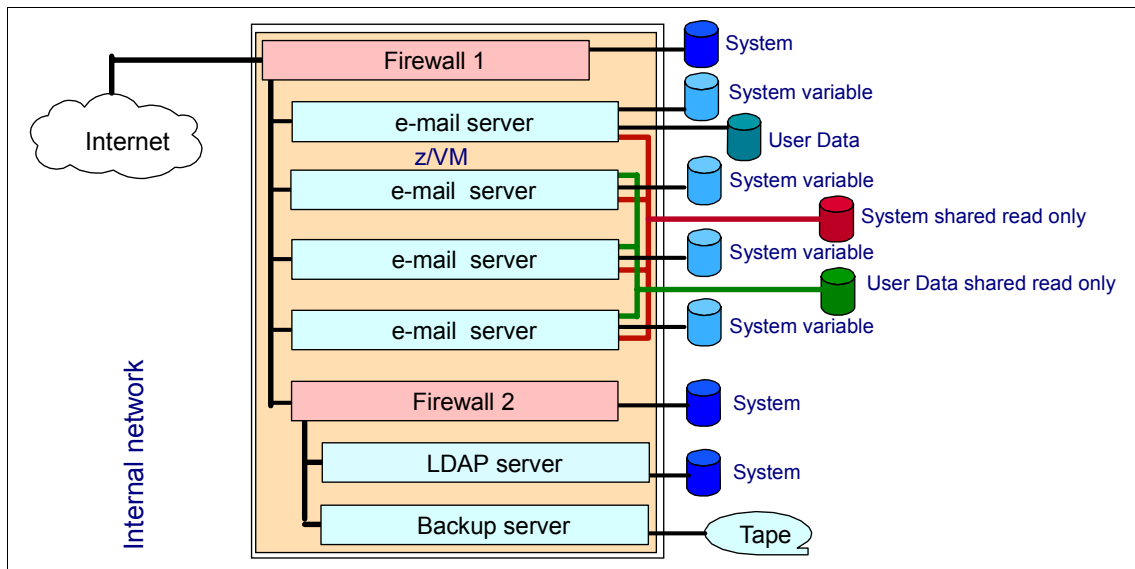 Firewall 1
System
System variable
Internet
e-mail server
User Data
z/VM
e-mail server
System variable
System shared read only
e-mail server
System variable
User Data shared read only
e-mail server
System variable
Internal network
Firewall 2
System
LDAP server
System
Backup server
Tape